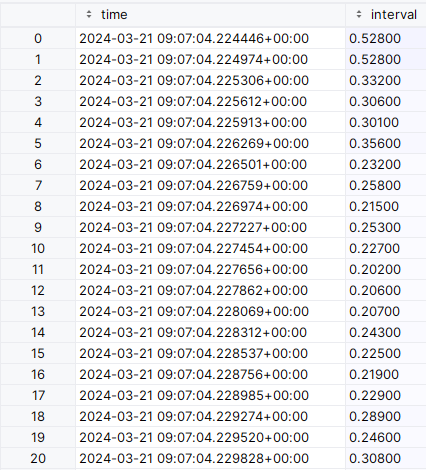 time interval
0 2024-03-21 09:07:04.224446+00:00 0.52800
1 2024-03-21 09:07:04.224974+00:00 0.52800
2 2024-03-21 09:07:04.225306+00:00 0.33200
3 2024-03-21 09:07:04.225612+00:00 0.30600
4 2024-03-21 09:07:04.225913+00:00 0.30100
5 2024-03-21 09:07:04.226269+00:00 0.35600
6 2024-03-21 09:07:04.226501+00:00 0.23200
7 2024-03-21 09:07:04.226759+00:00 0.25800
8 2024-03-21 09:07:04.226974+00:00 0.21500
9 2024-03-21 09:07:04.227227+00:00 0.25300
10 2024-03-21 09:07:04.227454+00:00 0.22700
11 2024-03-21 09:07:04.227656+00:00 0.20200
12 2024-03-21 09:07:04.227862+00:00 0.20600
13 2024-03-21 09:07:04.228069+00:00 0.20700
14 2024-03-21 09:07:04.228312+00:00 0.24300
15 2024-03-21 09:07:04.228537+00:00 0.22500
16 2024-03-21 09:07:04.228756+00:00 0.21900
17 2024-03-21 09:07:04.228985+00:00 0.22900
18 2024-03-21 09:07:04.229274+00:00 0.28900
19 2024-03-21 09:07:04.229520+00:00 0.24600
20 2024-03-21 09:07:04.229828+00:00 0.30800